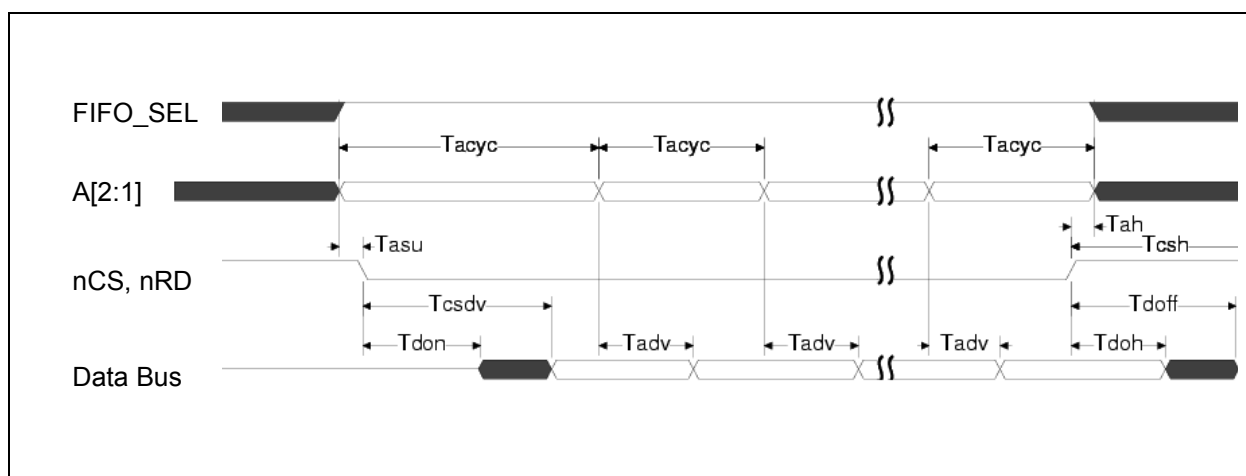 FIFO_SEL
Tacyc Tacyc Tacyc
A[2:1]
Tah
Tasu Tcsh
nCS, nRD
Tcsdv Tdoff
Tdon Tadv Tadv Tadv Tdoh
Data Bus